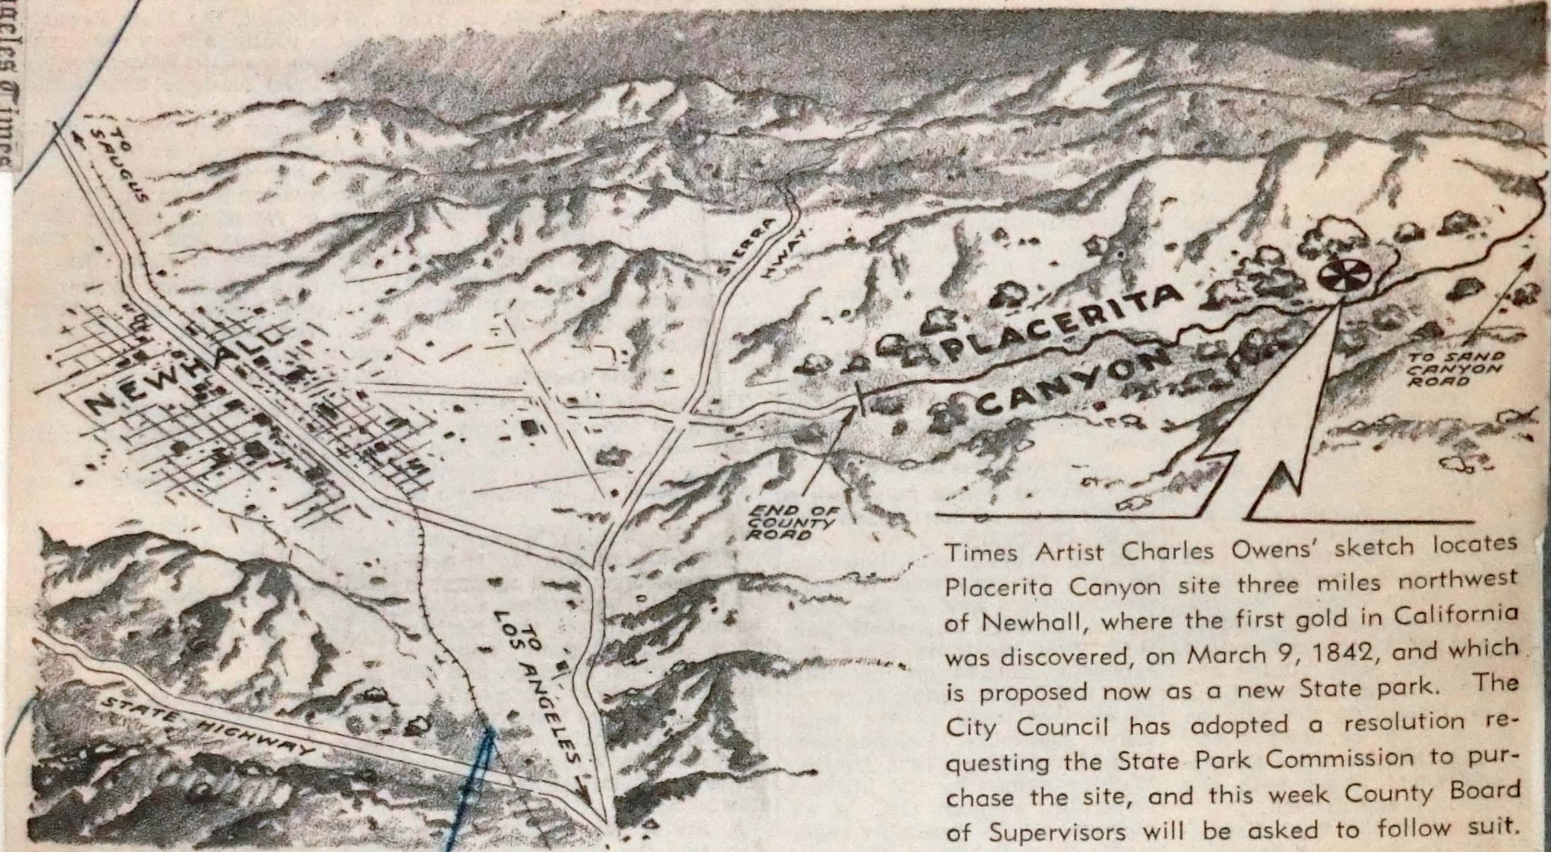 geles Times
TO
SAUGUS
NEWHALL
SIERRA
HWAY.
PLACERITA
CANYON
TO SAND
CANYON
ROAD
END OF
COUNTY
ROAD
TO
LOS ANGELES
STATE HIGHWAY
Times Artist Charles Owens' sketch locates
Placerita Canyon site three miles northwest
of Newhall, where the first gold in California
was discovered, on March 9, 1842, and which
is proposed now as a new State park. The
City Council has adopted a resolution re-
questing the State Park Commission to pur-
chase the site, and this week County Board
of Supervisors will be asked to follow suit.